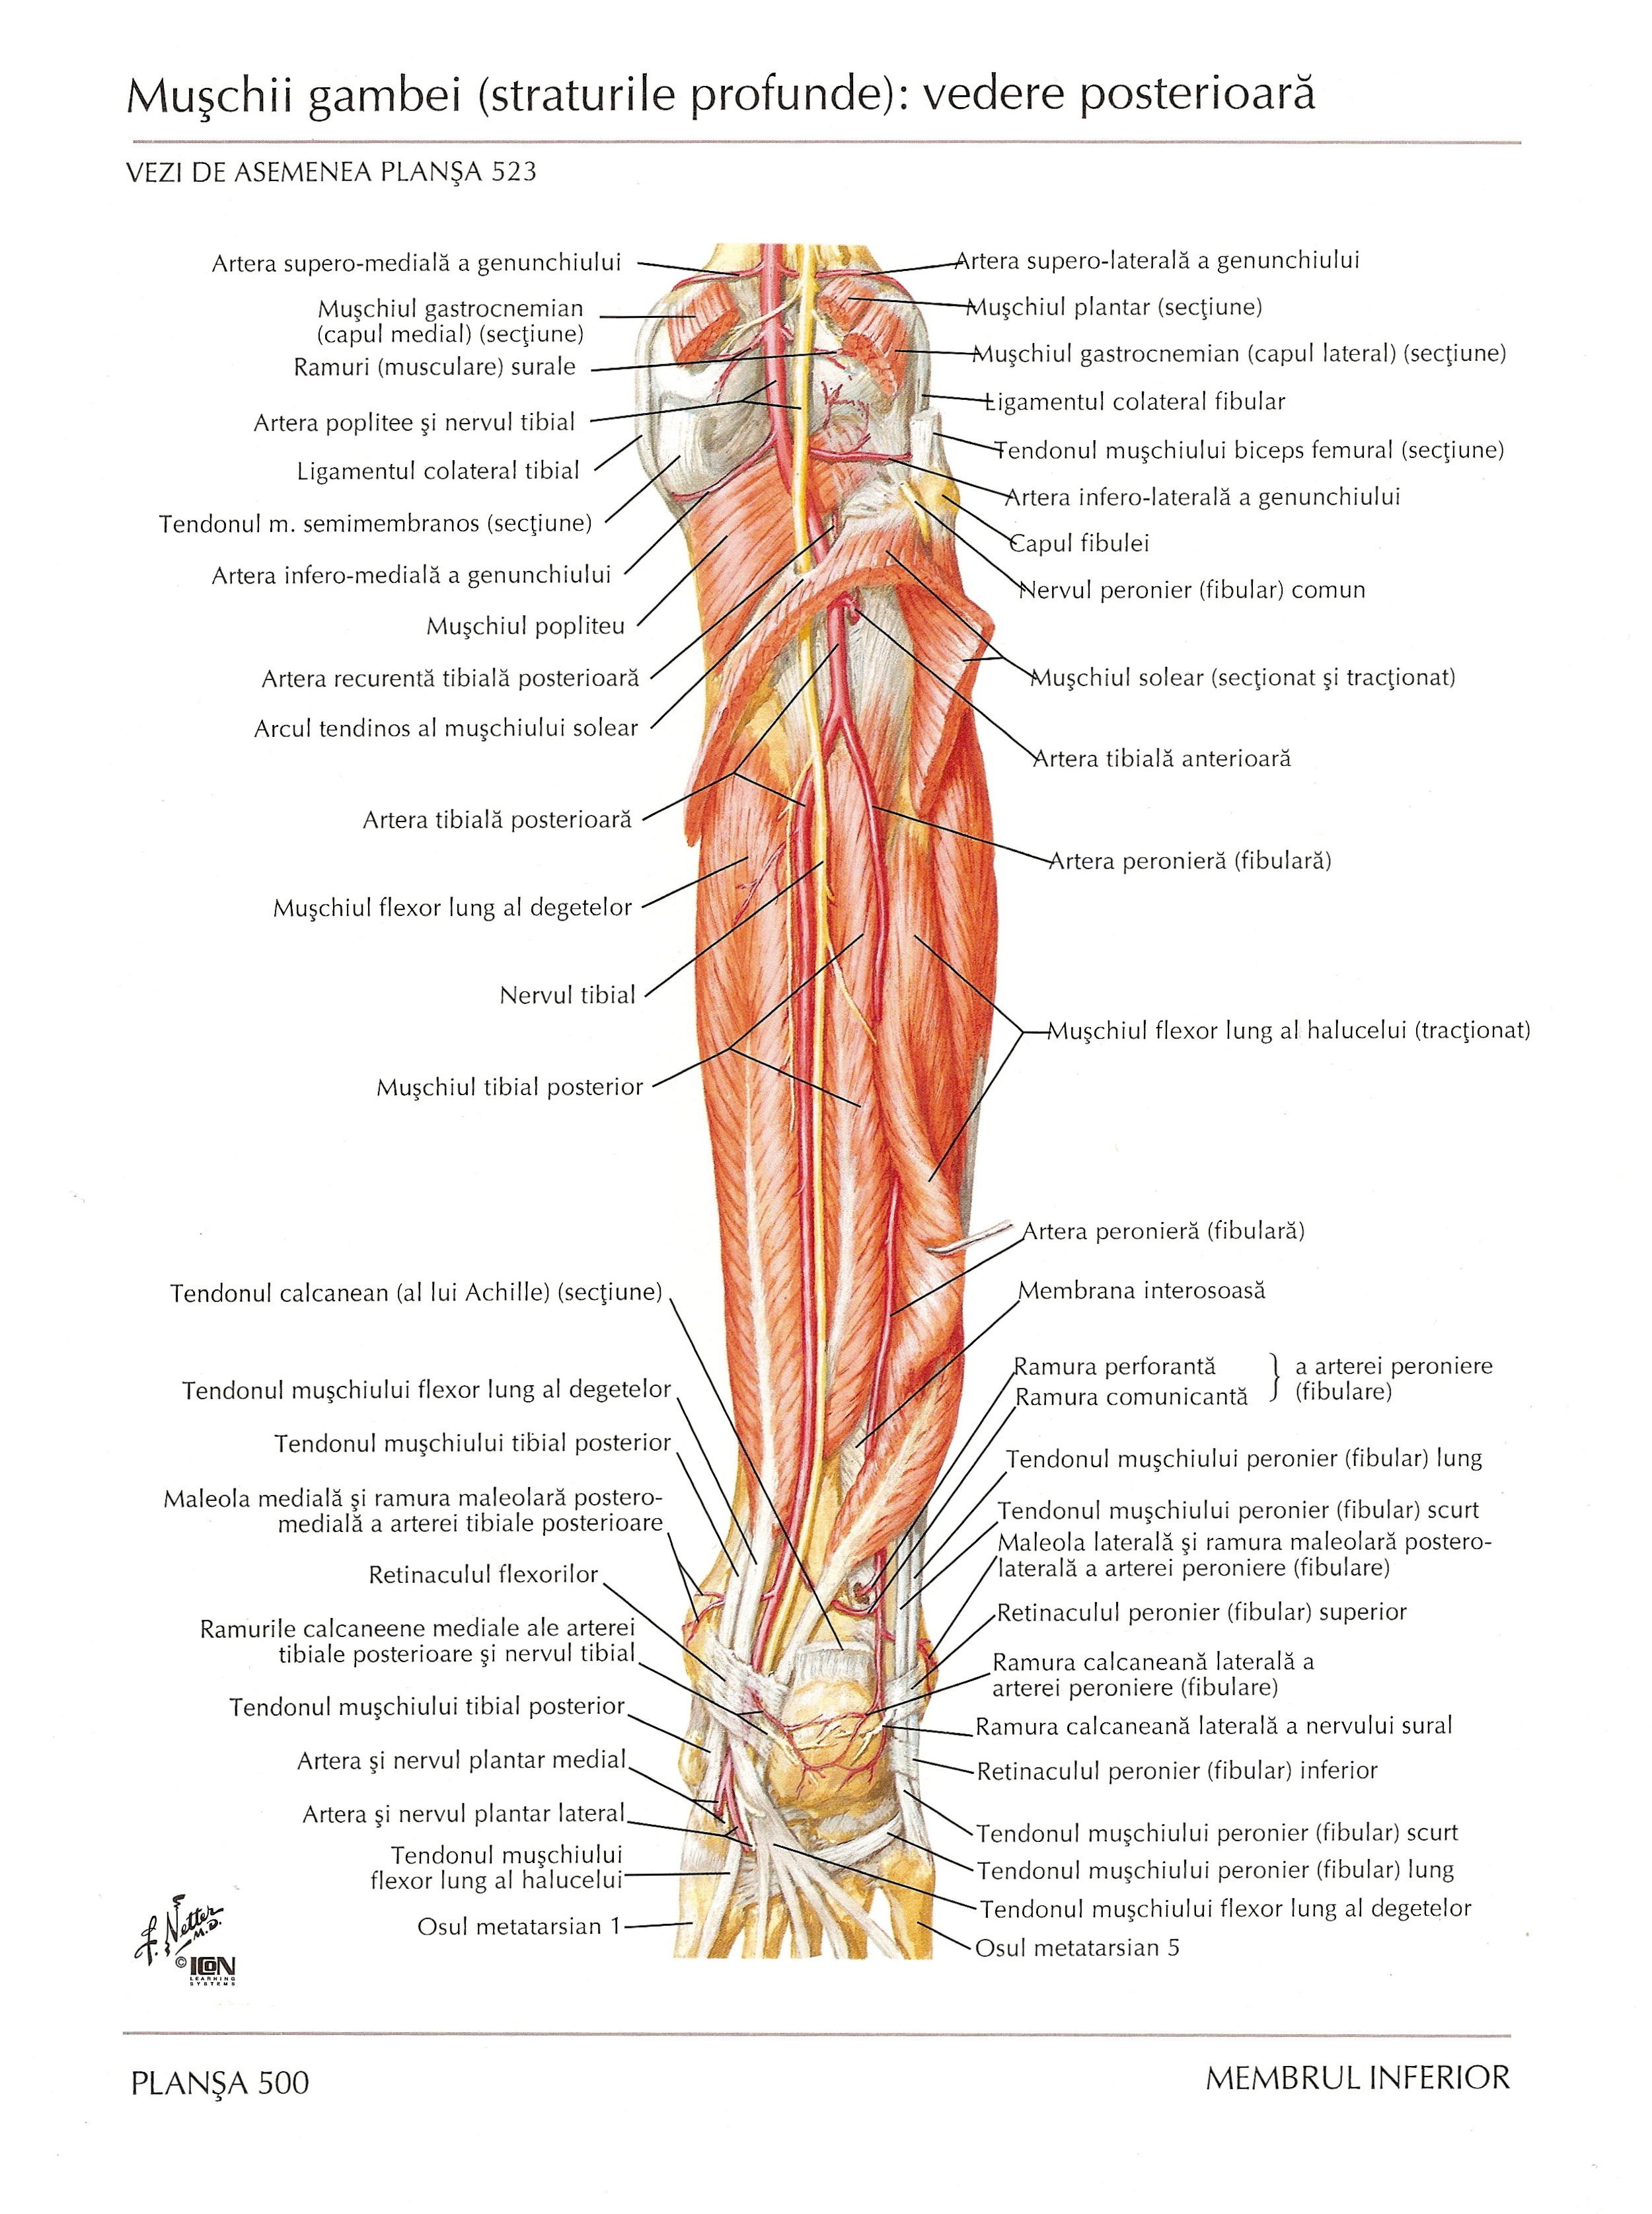 Muşchii gambei (straturile profunde): vedere posterioară
VEZI DE ASEMENEA PLANŞA 523
Artera supero-medială a genunchiului
Muşchiul gastrocnemian
(capul medial) (secţiune)
Ramuri (musculare) surale
Artera poplitee şi nervul tibial
Ligamentul colateral tibial
Tendonul m. semimembranos (secţiune)
Artera infero-medială a genunchiului
Muşchiul popliteu
Artera recurentă tibială posterioară
Arcul tendinos al muşchiului solear
Artera tibială posterioară
Muşchiul flexor lung al degetelor
Nervul tibial
Muşchiul tibial posterior
Tendonul calcanean (al lui Achille) (secţiune)
Tendonul muşchiului flexor lung al degetelor
Tendonul muşchiului tibial posterior
Maleola medială şi ramura maleolară postero-
medială a arterei tibiale posterioare
Retinaculul flexorilor
Ramurile calcaneene mediale ale arterei
tibiale posterioare şi nervul tibial
Tendonul muşchiului tibial posterior
Artera şi nervul plantar medial
Artera şi nervul plantar lateral
Tendonul muşchiului
flexor lung al halucelui
Osul metatarsian 1
Artera supero-laterală a genunchiului
Muşchiul plantar (secţiune)
Muşchiul gastrocnemian (capul lateral) (secţiune)
Ligamentul colateral fibular
Tendonul muşchiului biceps femural (secţiune)
Artera infero-laterală a genunchiului
Capul fibulei
Nervul peronier (fibular) comun
Muşchiul solear (secţionat şi tracţionat)
Artera tibială anterioară
Artera peronieră (fibulară)
Muşchiul flexor lung al halucelui (tracţionat)
Artera peronieră (fibulară)
Membrana interosoasă
Ramura perforantă
Ramura comunicantă
} a arterei peroniere
(fibulare)
Tendonul muşchiului peronier (fibular) lung
Tendonul muşchiului peronier (fibular) scurt
Maleola laterală şi ramura maleolară postero-
laterală a arterei peroniere (fibulare)
Retinaculul peronier (fibular) superior
Ramura calcaneană laterală a
arterei peroniere (fibulare)
Ramura calcaneană laterală a nervului sural
Retinaculul peronier (fibular) inferior
Tendonul muşchiului peronier (fibular) scurt
Tendonul muşchiului peronier (fibular) lung
Tendonul muşchiului flexor lung al degetelor
Osul metatarsian 5
F. Netter
M.D.
© ICON
LEARNING
SYSTEMS
PLANŞA 500
MEMBRUL INFERIOR